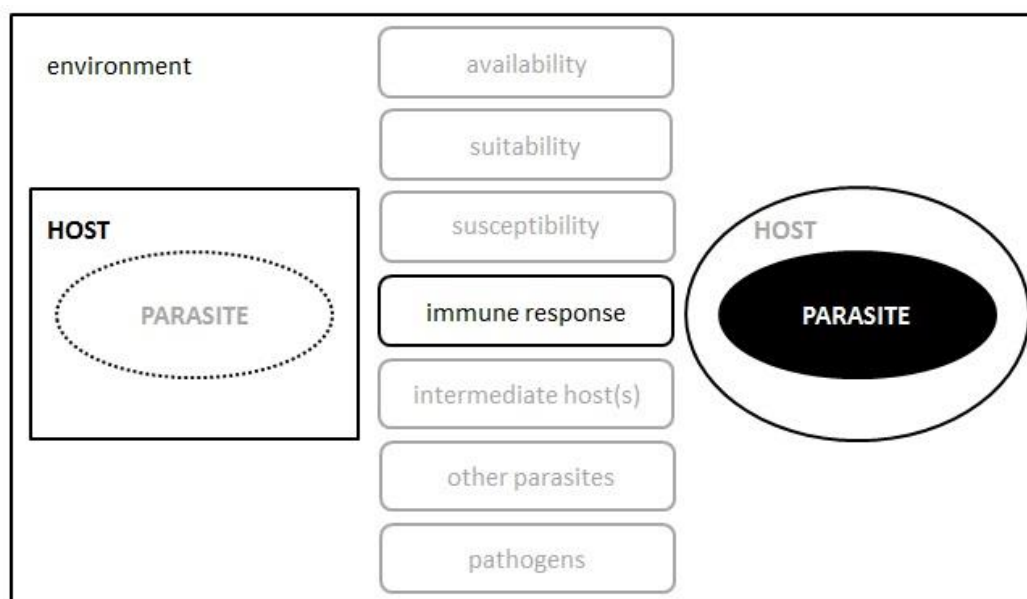 environment
availability
suitability
susceptibility
HOST
PARASITE
immune response
HOST
PARASITE
intermediate host(s)
other parasites
pathogens